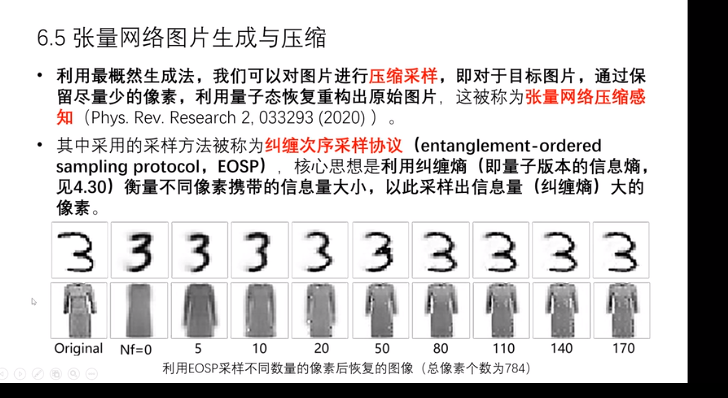 6.5 张量网络图片生成与压缩
• 利用最概然生成法，我们可以对图片进行压缩采样，即对于目标图片，通过保
留尽量少的像素，利用量子态恢复重构出原始图片，这被称为张量网络压缩感
知（Phys. Rev. Research 2, 033293 (2020) ）。
• 其中采用的采样方法被称为纠缠次序采样协议（entanglement-ordered
sampling protocol，EOSP）, 核心思想是利用纠缠熵（即量子版本的信息熵，
见4.30）衡量不同像素携带的信息量大小，以此采样出信息量（纠缠熵）大的
像素。
Original Nf=0 5 10 20 50 80 110 140 170
利用EOSP采样不同数量的像素后恢复的图像（总像素个数为784）